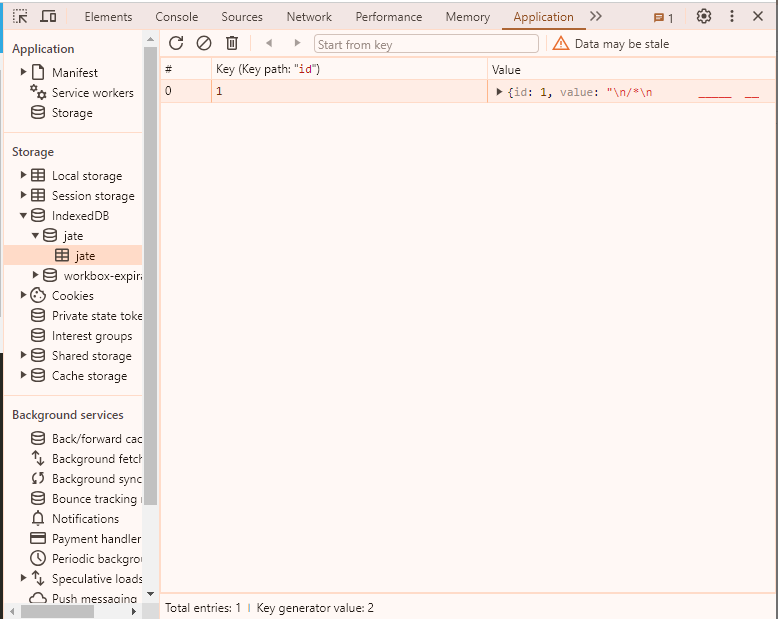 Elements Console Sources Network Performance Memory Application 1
Application
Manifest
Service workers
Storage
Storage
Local storage
Session storage
IndexedDB
jate
jate
workbox-expira
Cookies
Private state toke
Interest groups
Shared storage
Cache storage
Background services
Back/forward cac
Background fetch
Background sync
Bounce tracking
Notifications
Payment handler
Periodic backgrou
Speculative loads
Push messaging
Start from key Data may be stale
# Key (Key path: "id") Value
0 1 {id: 1, value: "\n/*\n _____ __
Total entries: 1 Key generator value: 2